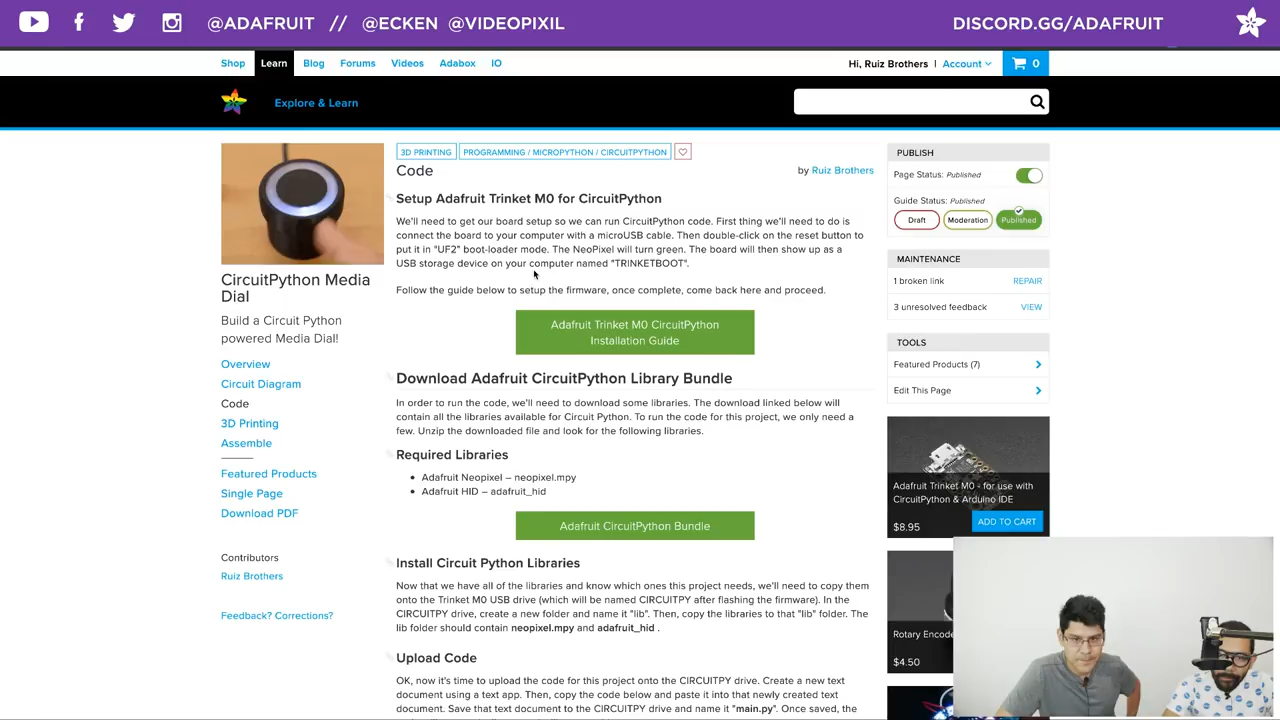 @ADAFRUIT // @ECKEN @VIDEOPIXIL
DISCORD.GG/ADAFRUIT
Shop Learn Blog Forums Videos Adabox IO
Hi, Ruiz Brothers | Account 0
Explore & Learn
3D PRINTING PROGRAMMING / MICROPYTHON / CIRCUITPYTHON
Code
by Ruiz Brothers
Setup Adafruit Trinket M0 for CircuitPython
We'll need to get our board setup so we can run CircuitPython code. First thing we'll need to do is
connect the board to your computer with a microUSB cable. Then double-click on the reset button to
put it in "UF2" boot-loader mode. The NeoPixel will turn green. The board will then show up as a
USB storage device on your computer named "TRINKETBOOT".
Follow the guide below to setup the firmware, once complete, come back here and proceed.
Adafruit Trinket M0 CircuitPython
Installation Guide
Download Adafruit CircuitPython Library Bundle
In order to run the code, we'll need to download some libraries. The download linked below will
contain all the libraries available for Circuit Python. To run the code for this project, we only need a
few. Unzip the downloaded file and look for the following libraries.
Required Libraries
Adafruit Neopixel – neopixel.mpy
Adafruit HID – adafruit_hid
Adafruit CircuitPython Bundle
Install Circuit Python Libraries
Now that we have all of the libraries and know which ones this project needs, we'll need to copy them
onto the Trinket M0 USB drive (which will be named CIRCUITPY after flashing the firmware). In the
CIRCUITPY drive, create a new folder and name it "lib". Then, copy the libraries to that "lib" folder. The
lib folder should contain neopixel.mpy and adafruit_hid .
Upload Code
OK, now it's time to upload the code for this project onto the CIRCUITPY drive. Create a new text
document using a text app. Then, copy the code below and paste it into that newly created text
document. Save that text document to the CIRCUITPY drive and name it "main.py". Once saved, the
CircuitPython Media
Dial
Build a Circuit Python
powered Media Dial!
Overview
Circuit Diagram
Code
3D Printing
Assemble
Featured Products
Single Page
Download PDF
Contributors
Ruiz Brothers
Feedback? Corrections?
PUBLISH
Page Status: Published
Guide Status: Published
Draft Moderation Published
MAINTENANCE
1 broken link REPAIR
3 unresolved feedback VIEW
TOOLS
Featured Products (7)
Edit This Page
Adafruit Trinket M0 - for use with
CircuitPython & Arduino IDE
$8.95 ADD TO CART
Rotary Encode
$4.50